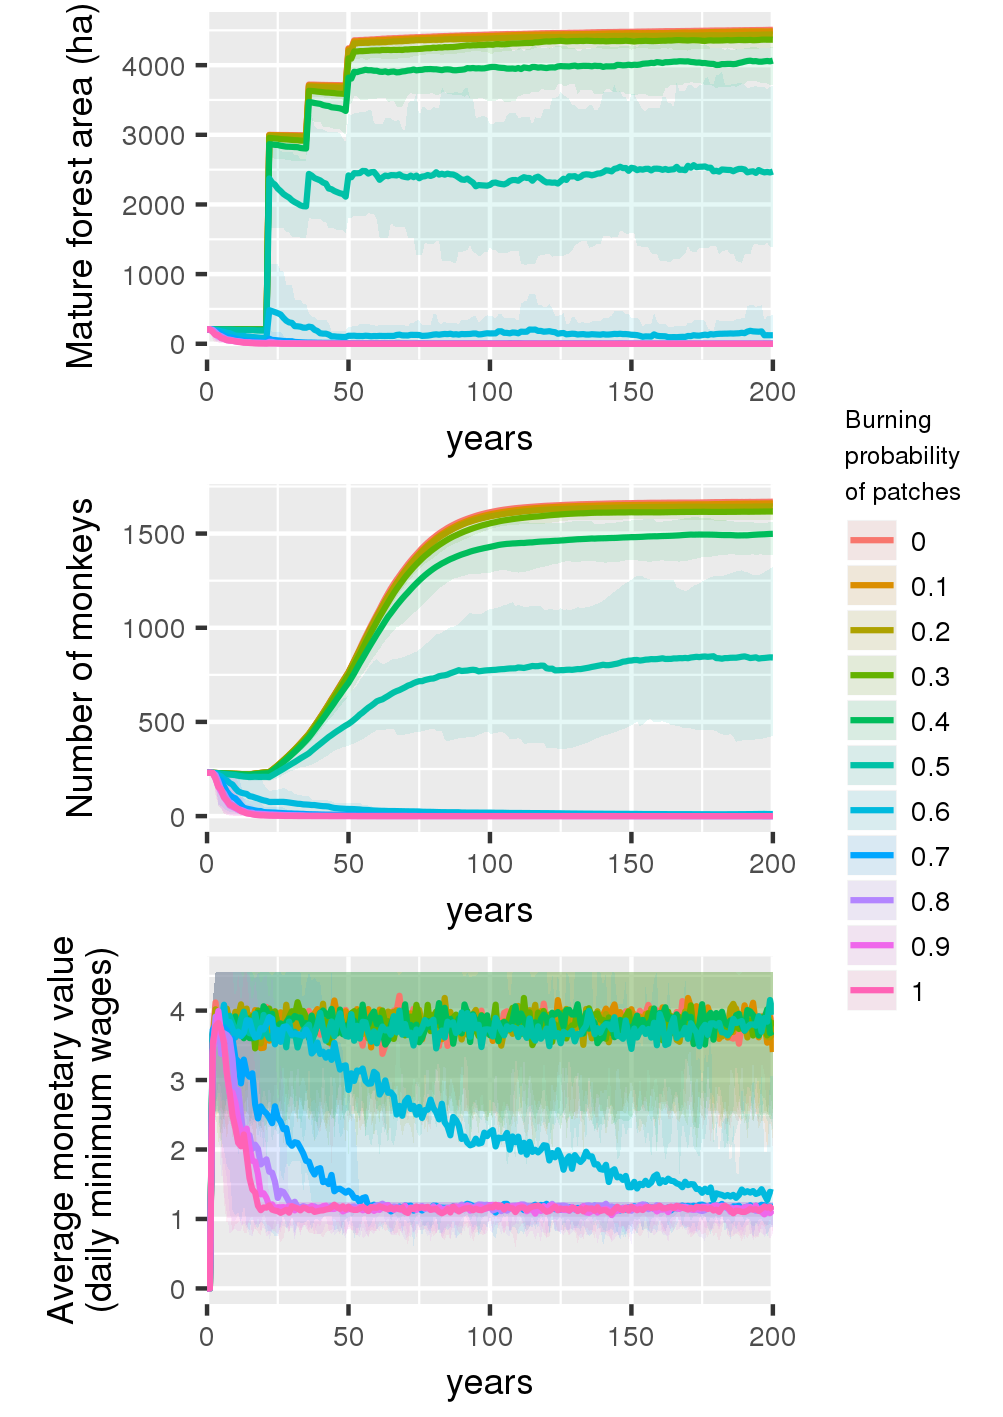 Mature forest area (ha)
4000
3000
2000
1000
0
0 50 100 150 200
years
Number of monkeys
1500
1000
500
0
0 50 100 150 200
years
Average monetary value
(daily minimum wages)
4
3
2
1
0
0 50 100 150 200
years
Burning
probability
of patches
0
0.1
0.2
0.3
0.4
0.5
0.6
0.7
0.8
0.9
1